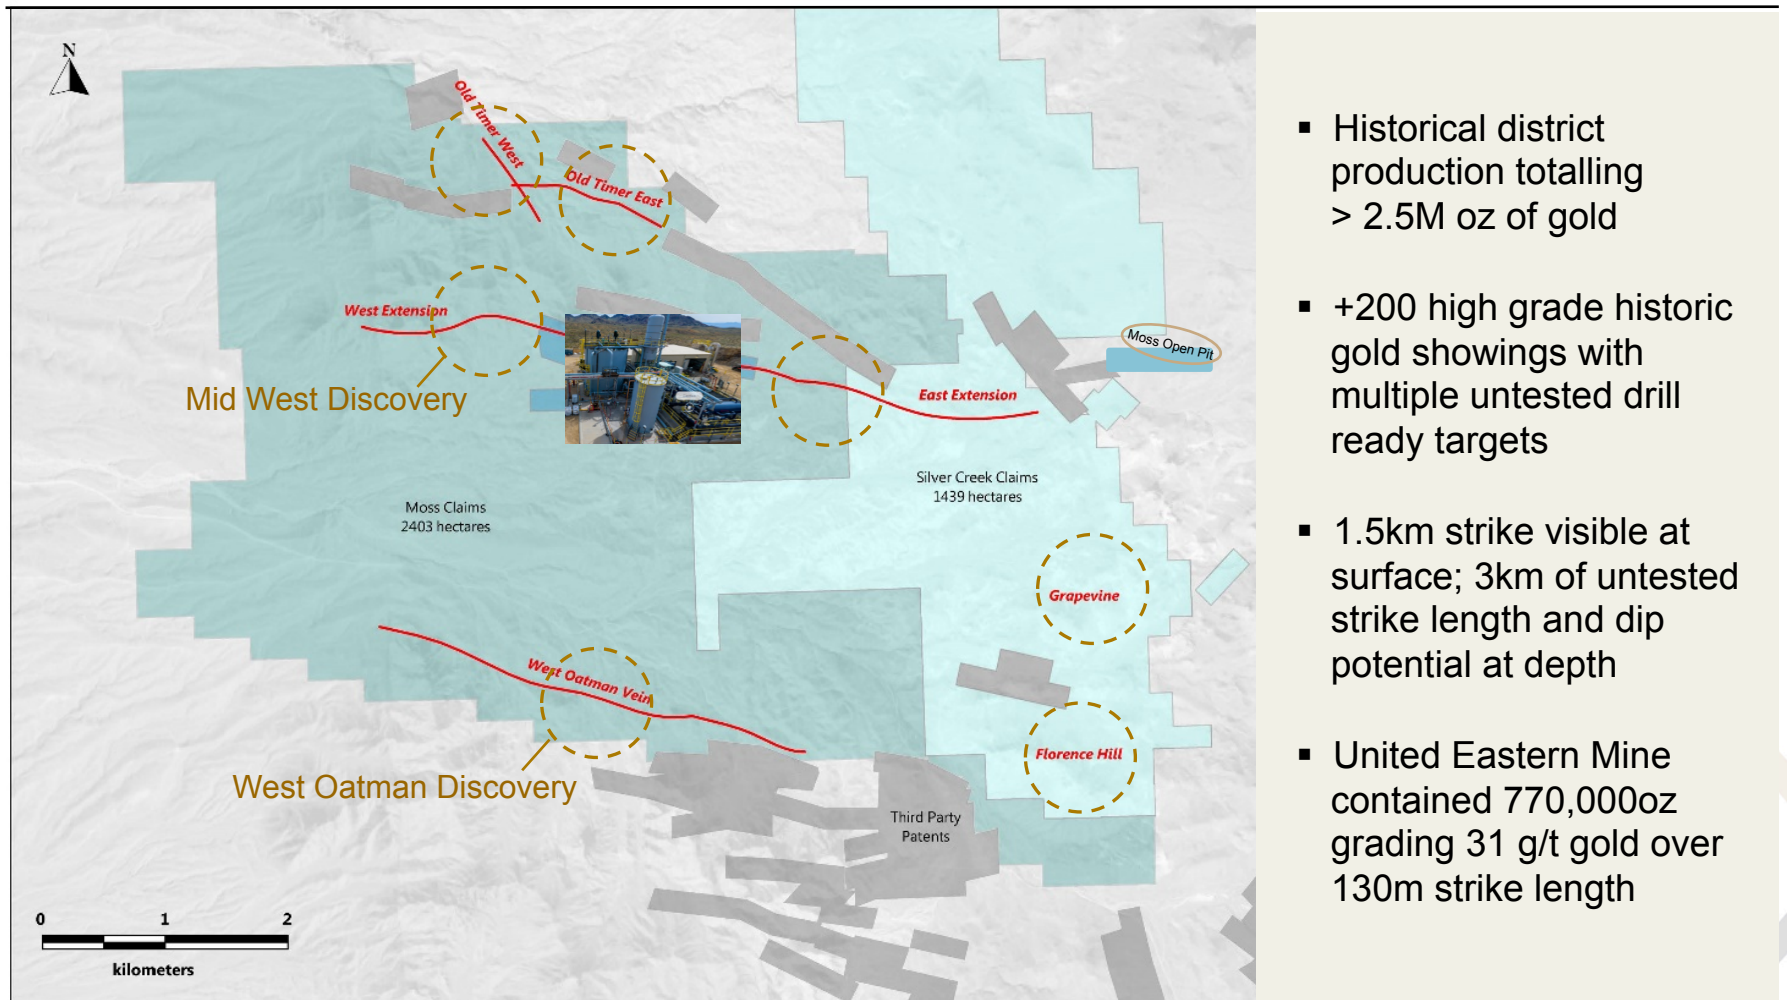 N
Old Timer West
Old Timer East
West Extension
Moss Open Pit
Mid West Discovery
East Extension
Silver Creek Claims
1439 hectares
Moss Claims
2403 hectares
Grapevine
West Oatman Vein
Florence Hill
West Oatman Discovery
Third Party
Patents
0 1 2
kilometers
▪ Historical district
production totalling
> 2.5M oz of gold
▪ +200 high grade historic
gold showings with
multiple untested drill
ready targets
▪ 1.5km strike visible at
surface; 3km of untested
strike length and dip
potential at depth
▪ United Eastern Mine
contained 770,000oz
grading 31 g/t gold over
130m strike length